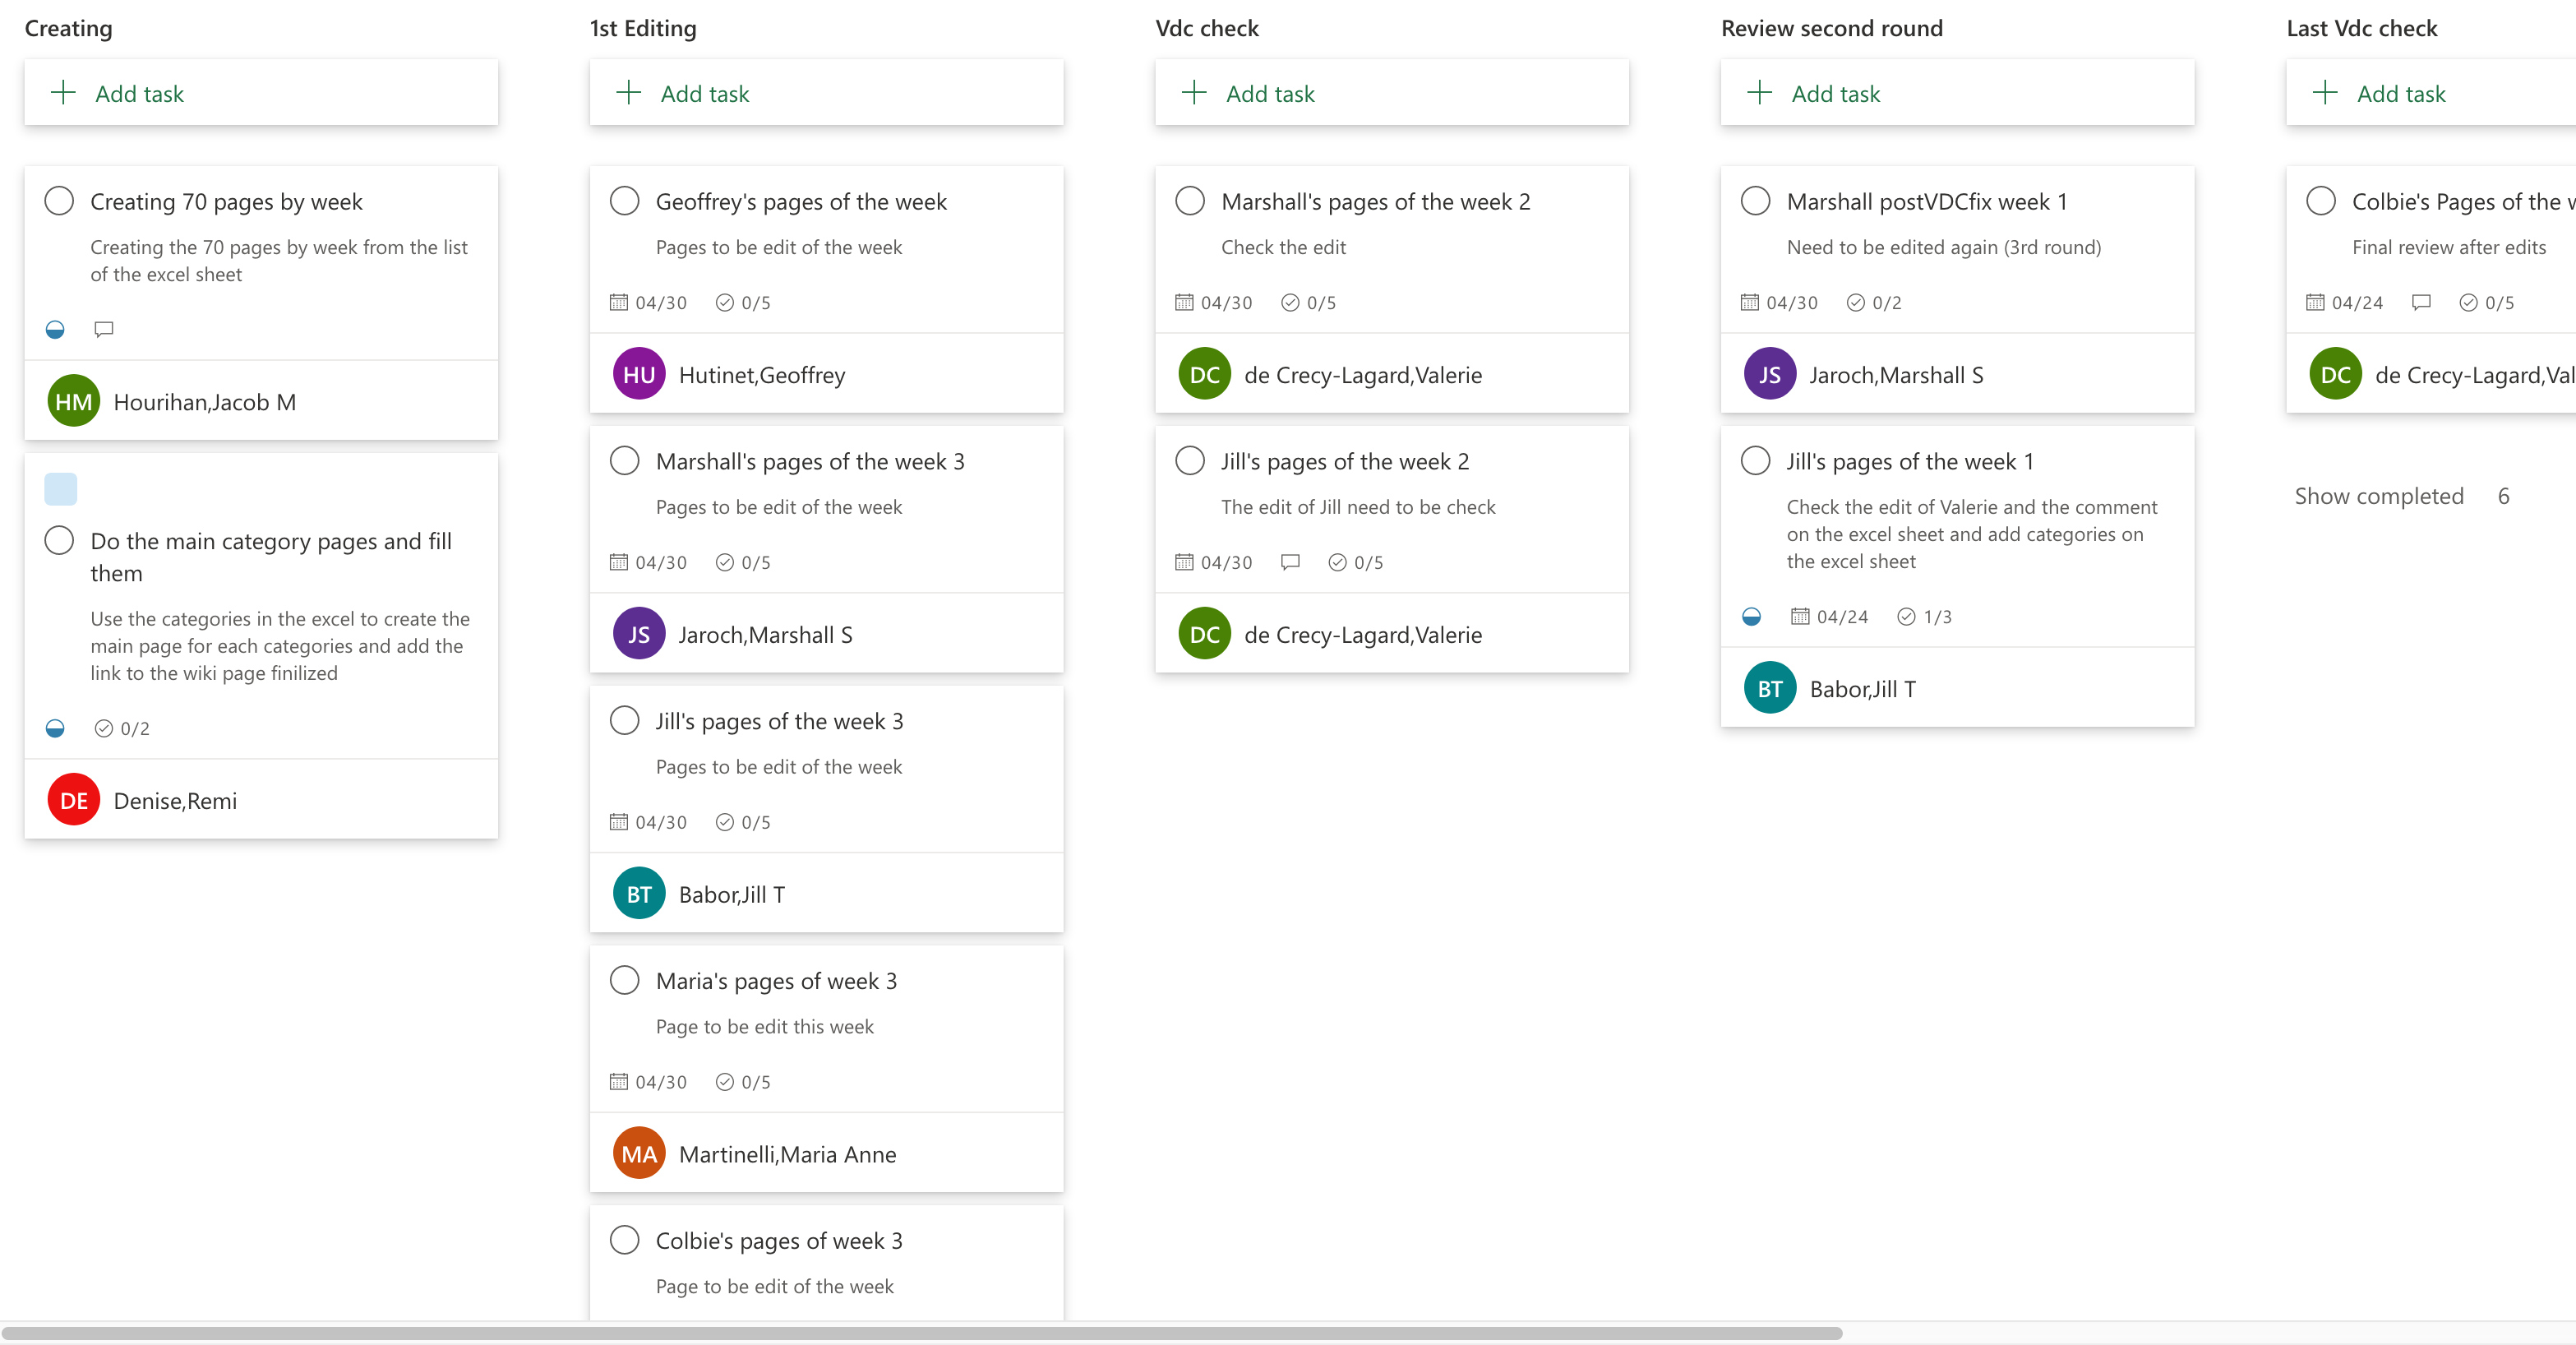 Creating
Add task
Creating 70 pages by week
Creating the 70 pages by week from the list
of the excel sheet
HM Hourihan,Jacob M
Do the main category pages and fill
them
Use the categories in the excel to create the
main page for each categories and add the
link to the wiki page finilized
0/2
DE Denise,Remi
1st Editing
Add task
Geoffrey's pages of the week
Pages to be edit of the week
04/30 0/5
HU Hutinet,Geoffrey
Marshall's pages of the week 3
Pages to be edit of the week
04/30 0/5
JS Jaroch,Marshall S
Jill's pages of the week 3
Pages to be edit of the week
04/30 0/5
BT Babor,Jill T
Maria's pages of week 3
Page to be edit this week
04/30 0/5
MA Martinelli,Maria Anne
Colbie's pages of week 3
Page to be edit of the week
Vdc check
Add task
Marshall's pages of the week 2
Check the edit
04/30 0/5
DC de Crecy-Lagard,Valerie
Jill's pages of the week 2
The edit of Jill need to be check
04/30 0/5
DC de Crecy-Lagard,Valerie
Review second round
Add task
Marshall postVDCfix week 1
Need to be edited again (3rd round)
04/30 0/2
JS Jaroch,Marshall S
Jill's pages of the week 1
Check the edit of Valerie and the comment
on the excel sheet and add categories on
the excel sheet
04/24 1/3
BT Babor,Jill T
Last Vdc check
Add task
Colbie's Pages of the
Final review after edits
04/24 0/5
DC de Crecy-Lagard,Val
Show completed 6